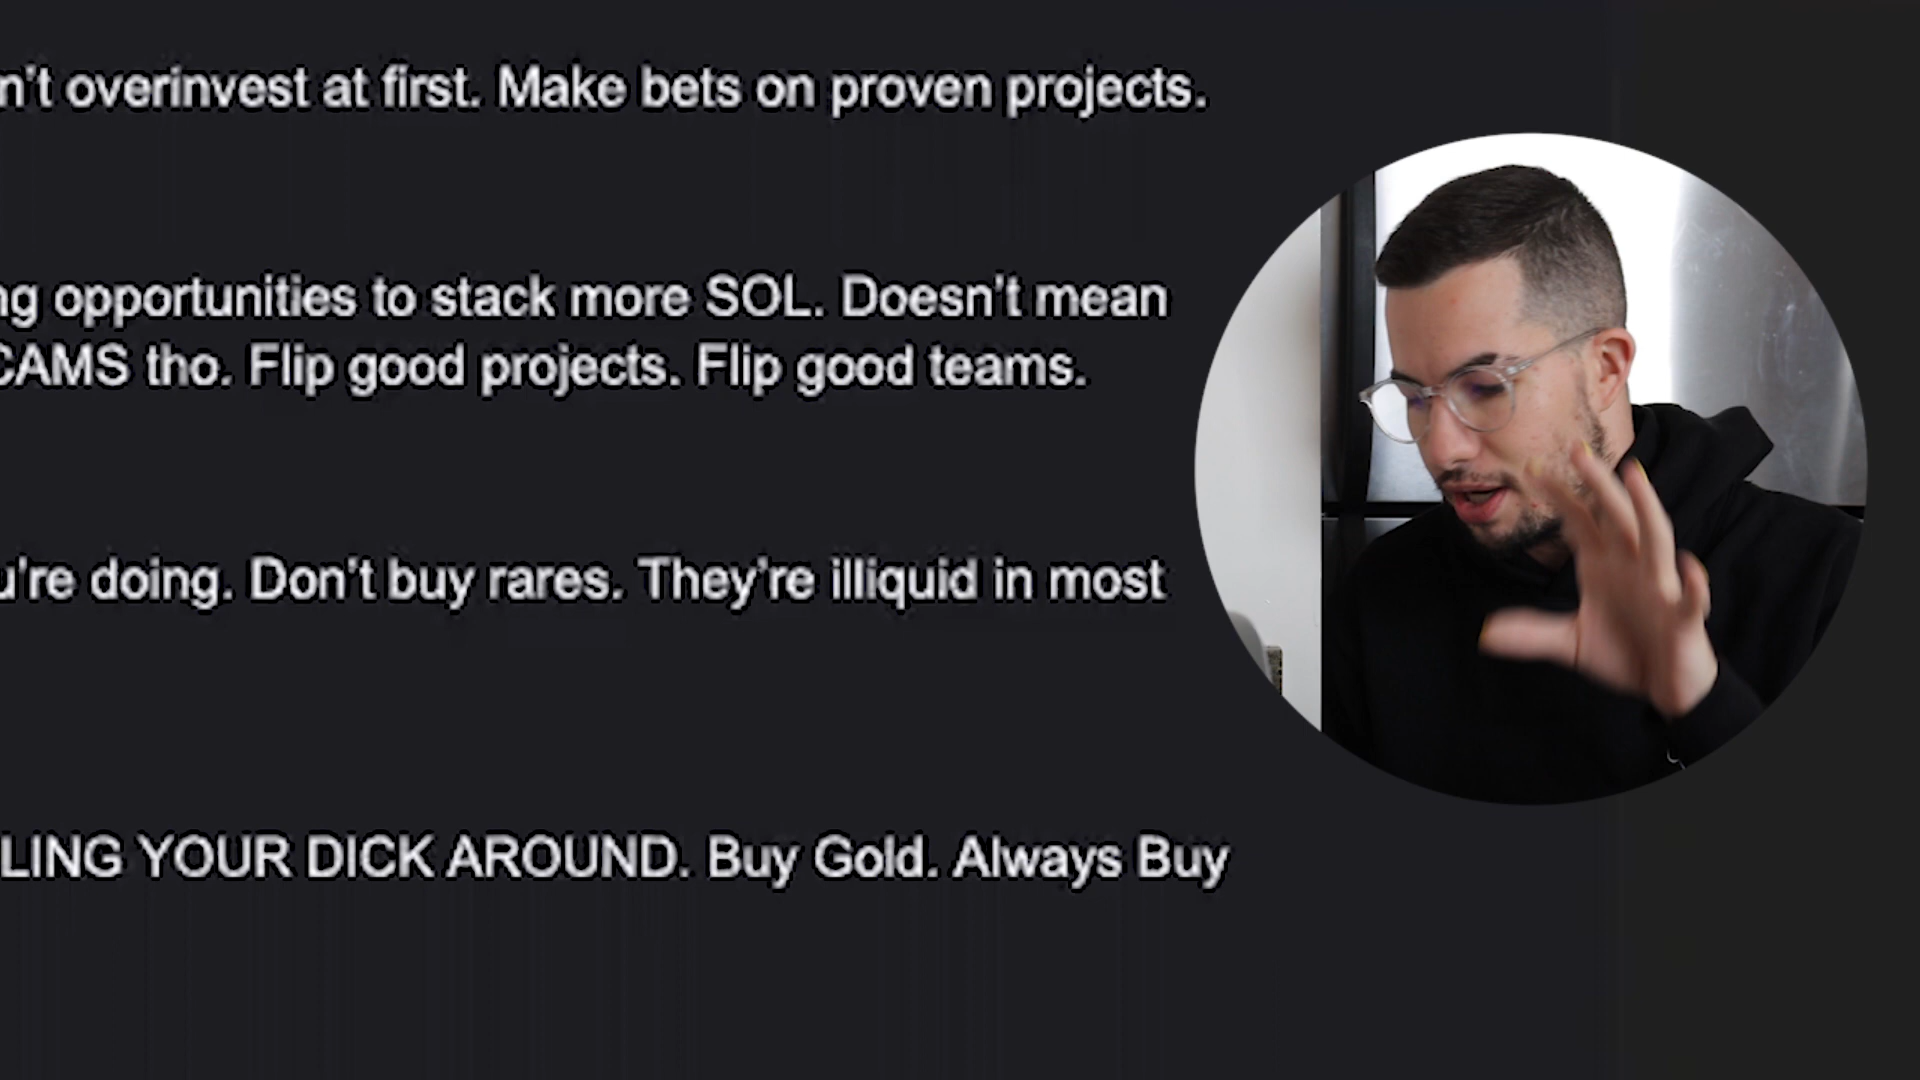 n't overinvest at first. Make bets on proven projects.
ng opportunities to stack more SOL. Doesn't mean
CAMS tho. Flip good projects. Flip good teams.
u're doing. Don't buy rares. They're illiquid in most
LING YOUR DICK AROUND. Buy Gold. Always Buy